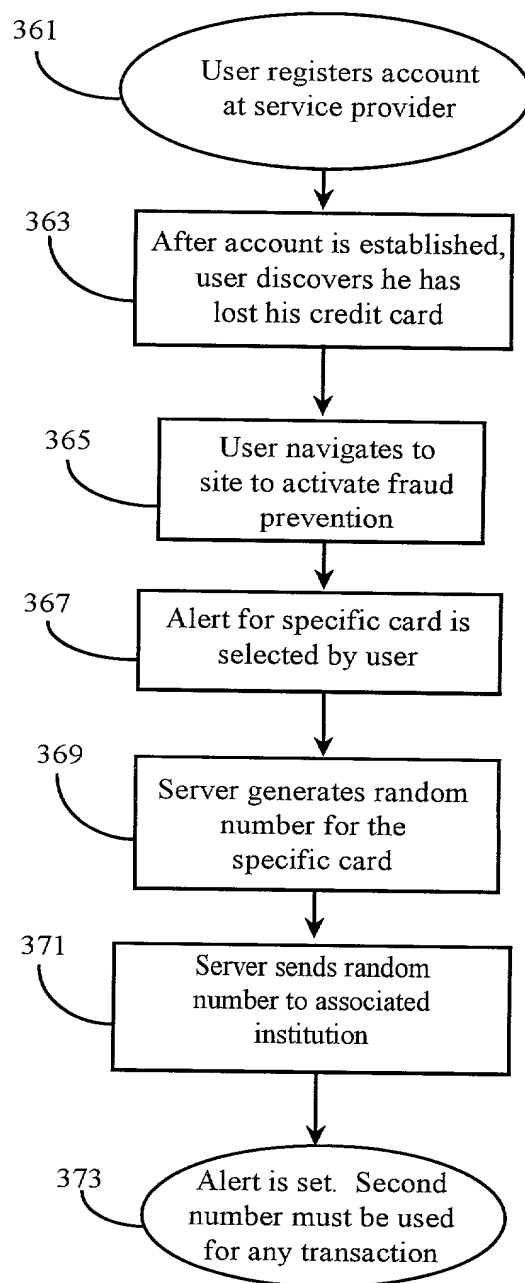 361
User registers account
at service provider
363
After account is established,
user discovers he has
lost his credit card
365
User navigates to
site to activate fraud
prevention
367
Alert for specific card is
selected by user
369
Server generates random
number for the
specific card
371
Server sends random
number to associated
institution
373
Alert is set. Second
number must be used
for any transaction